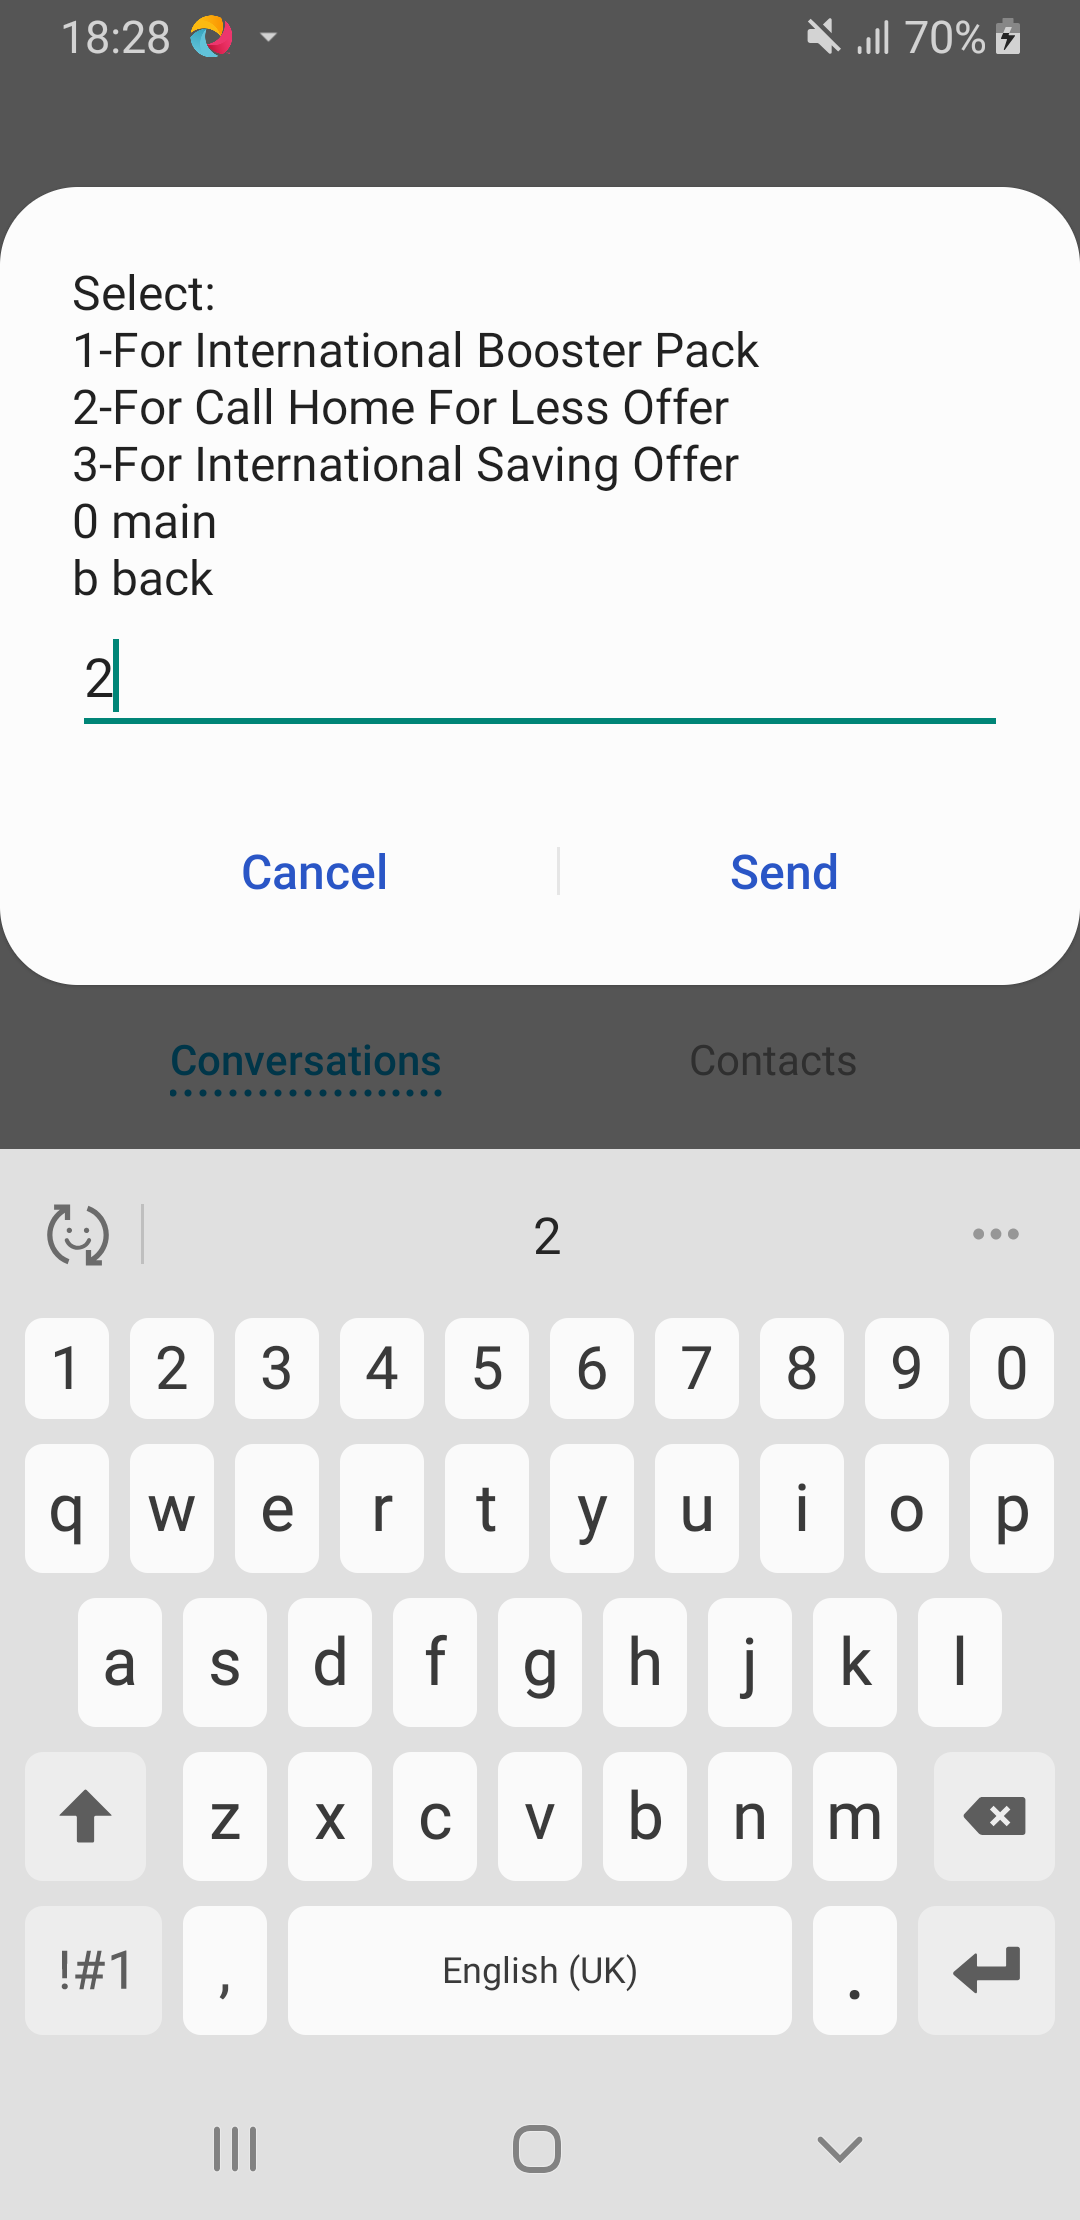 18:28 70%
Select:
1-For International Booster Pack
2-For Call Home For Less Offer
3-For International Saving Offer
0 main
b back
2
Cancel Send
Conversations Contacts
2
1 2 3 4 5 6 7 8 9 0
q w e r t y u i o p
a s d f g h j k l
z x c v b n m
!#1 , English (UK) .